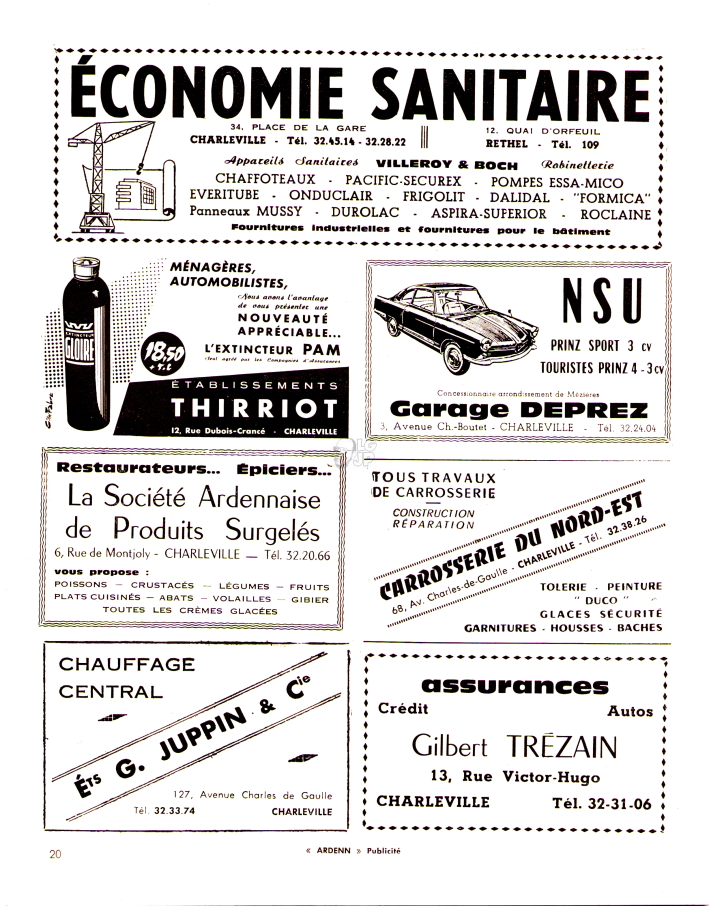 ÉCONOMIE SANITAIRE
34, PLACE DE LA GARE
CHARLEVILLE - Tél. 32.45.14 - 32.28.22
12, QUAI D'ORFEUIL
RETHEL - Tél. 109
Appareils Sanitaires VILLEROY & BOCH Robinetterie
CHAFFOTEAUX - PACIFIC-SECUREX - POMPES ESSA-MICO
EVERITUBE - ONDUCLAIR - FRIGOLIT - DALIDAL - "FORMICA"
Panneaux MUSSY - DUROLAC - ASPIRA-SUPERIOR - ROCLAINE
Fournitures industrielles et fournitures pour le bâtiment
MÉNAGÈRES,
AUTOMOBILISTES,
Nous avons l'avantage
de vous présenter une
NOUVEAUTÉ
APPRÉCIABLE...
L'EXTINCTEUR PAM
seul agréé par les Compagnies d'Assurances
EXTINCTEUR
GLOIRE
18,50
+ T.L
ÉTABLISSEMENTS
THIRRIOT
12, Rue Dubois-Crancé - CHARLEVILLE
NSU
PRINZ SPORT 3 CV
TOURISTES PRINZ 4 - 3 CV
Concessionnaire arrondissement de Mézières
Garage DEPREZ
3, Avenue Ch.-Boutet - CHARLEVILLE - Tél. 32.24.04
Restaurateurs... Épiciers...
La Société Ardennaise
de Produits Surgelés
6, Rue de Montjoly - CHARLEVILLE — Tél. 32.20.66
vous propose :
POISSONS — CRUSTACÉS — LÉGUMES — FRUITS
PLATS CUISINÉS — ABATS — VOLAILLES — GIBIER
TOUTES LES CRÈMES GLACÉES
TOUS TRAVAUX
DE CARROSSERIE
CONSTRUCTION
RÉPARATION
CARROSSERIE DU NORD-EST
68, Av. Charles-de-Gaulle - CHARLEVILLE - Tél. 32.38.26
TOLERIE - PEINTURE
" DUCO "
GLACES SÉCURITÉ
GARNITURES - HOUSSES - BACHES
CHAUFFAGE
CENTRAL
Éts G. JUPPIN & Cie
127, Avenue Charles de Gaulle
Tél. 32.33.74 CHARLEVILLE
assurances
Crédit Autos
Gilbert TRÉZAIN
13, Rue Victor-Hugo
CHARLEVILLE Tél. 32-31-06
20
« ARDENN » Publicité